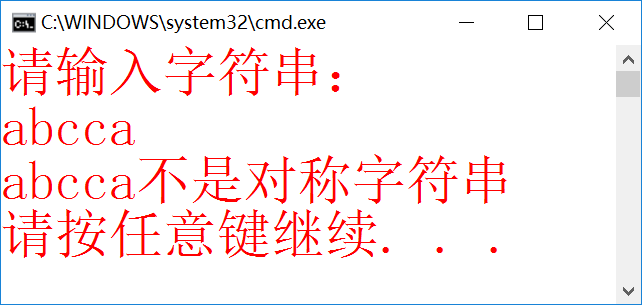 C:\WINDOWS\system32\cmd.exe
请输入字符串：
abcca
abcca不是对称字符串
请按任意键继续. . .